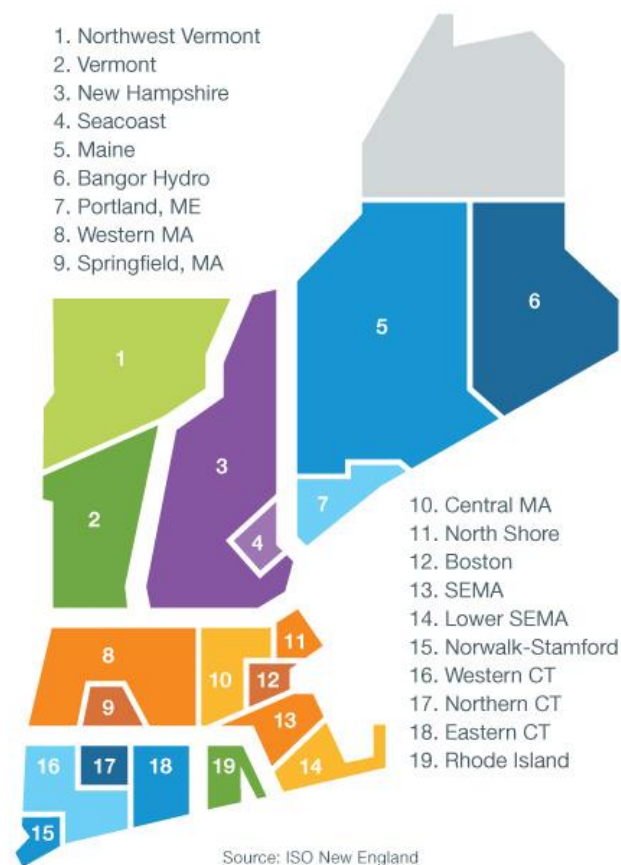 1. Northwest Vermont
2. Vermont
3. New Hampshire
4. Seacoast
5. Maine
6. Bangor Hydro
7. Portland, ME
8. Western MA
9. Springfield, MA
1
2
3
4
5
6
7
10. Central MA
11. North Shore
12. Boston
13. SEMA
14. Lower SEMA
15. Norwalk-Stamford
16. Western CT
17. Northern CT
18. Eastern CT
19. Rhode Island
8
9
10
11
12
13
14
15
16
17
18
19
Source: ISO New England